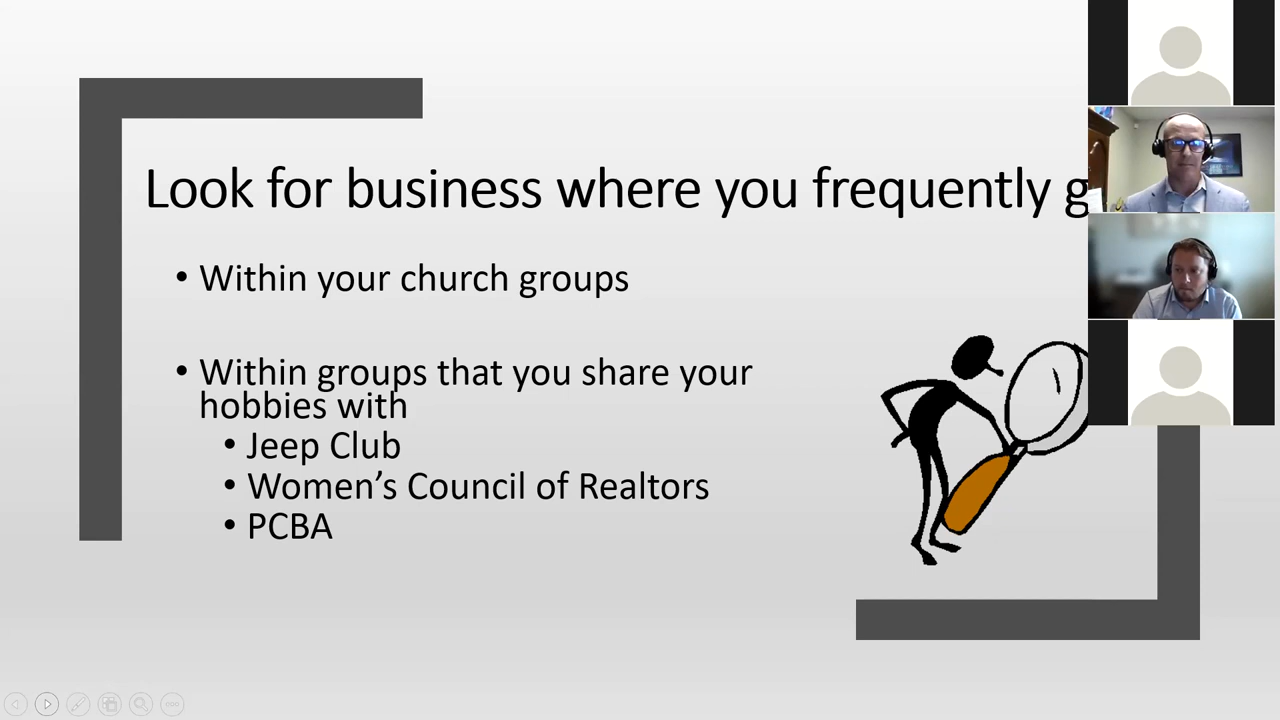 Look for business where you frequently g
• Within your church groups
• Within groups that you share your
hobbies with
• Jeep Club
• Women’s Council of Realtors
• PCBA